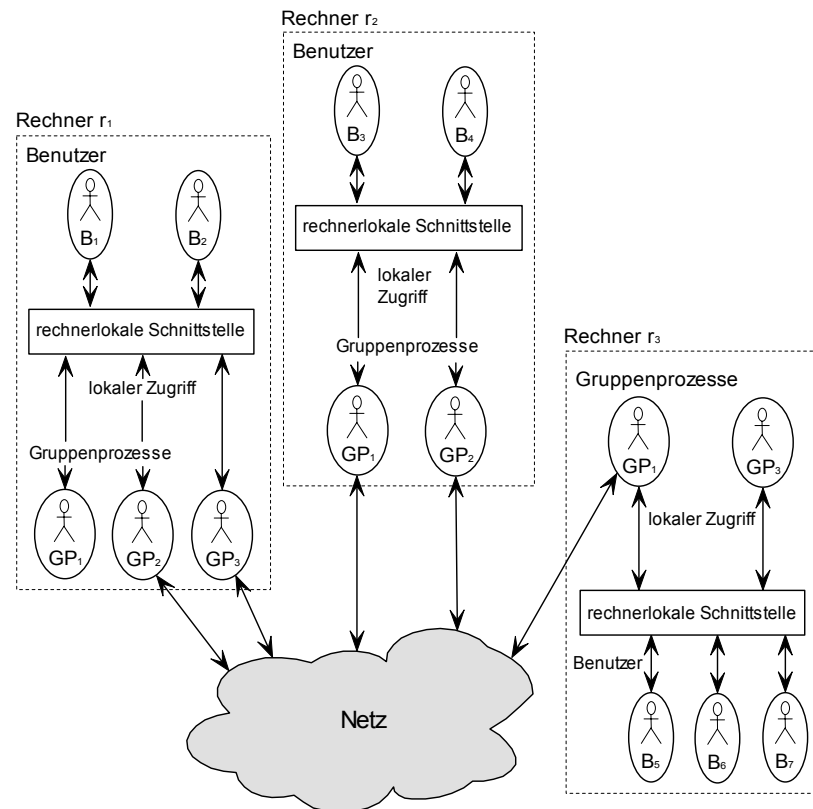 Rechner r₁
Benutzer
B₁
B₂
rechnerlokale Schnittstelle
lokaler Zugriff
Gruppenprozesse
GP₁
GP₂
GP₃
Rechner r₂
Benutzer
B₃
B₄
rechnerlokale Schnittstelle
lokaler
Zugriff
Gruppenprozesse
GP₁
GP₂
Rechner r₃
Gruppenprozesse
GP₁
GP₃
lokaler Zugriff
rechnerlokale Schnittstelle
Benutzer
B₅
B₆
B₇
Netz